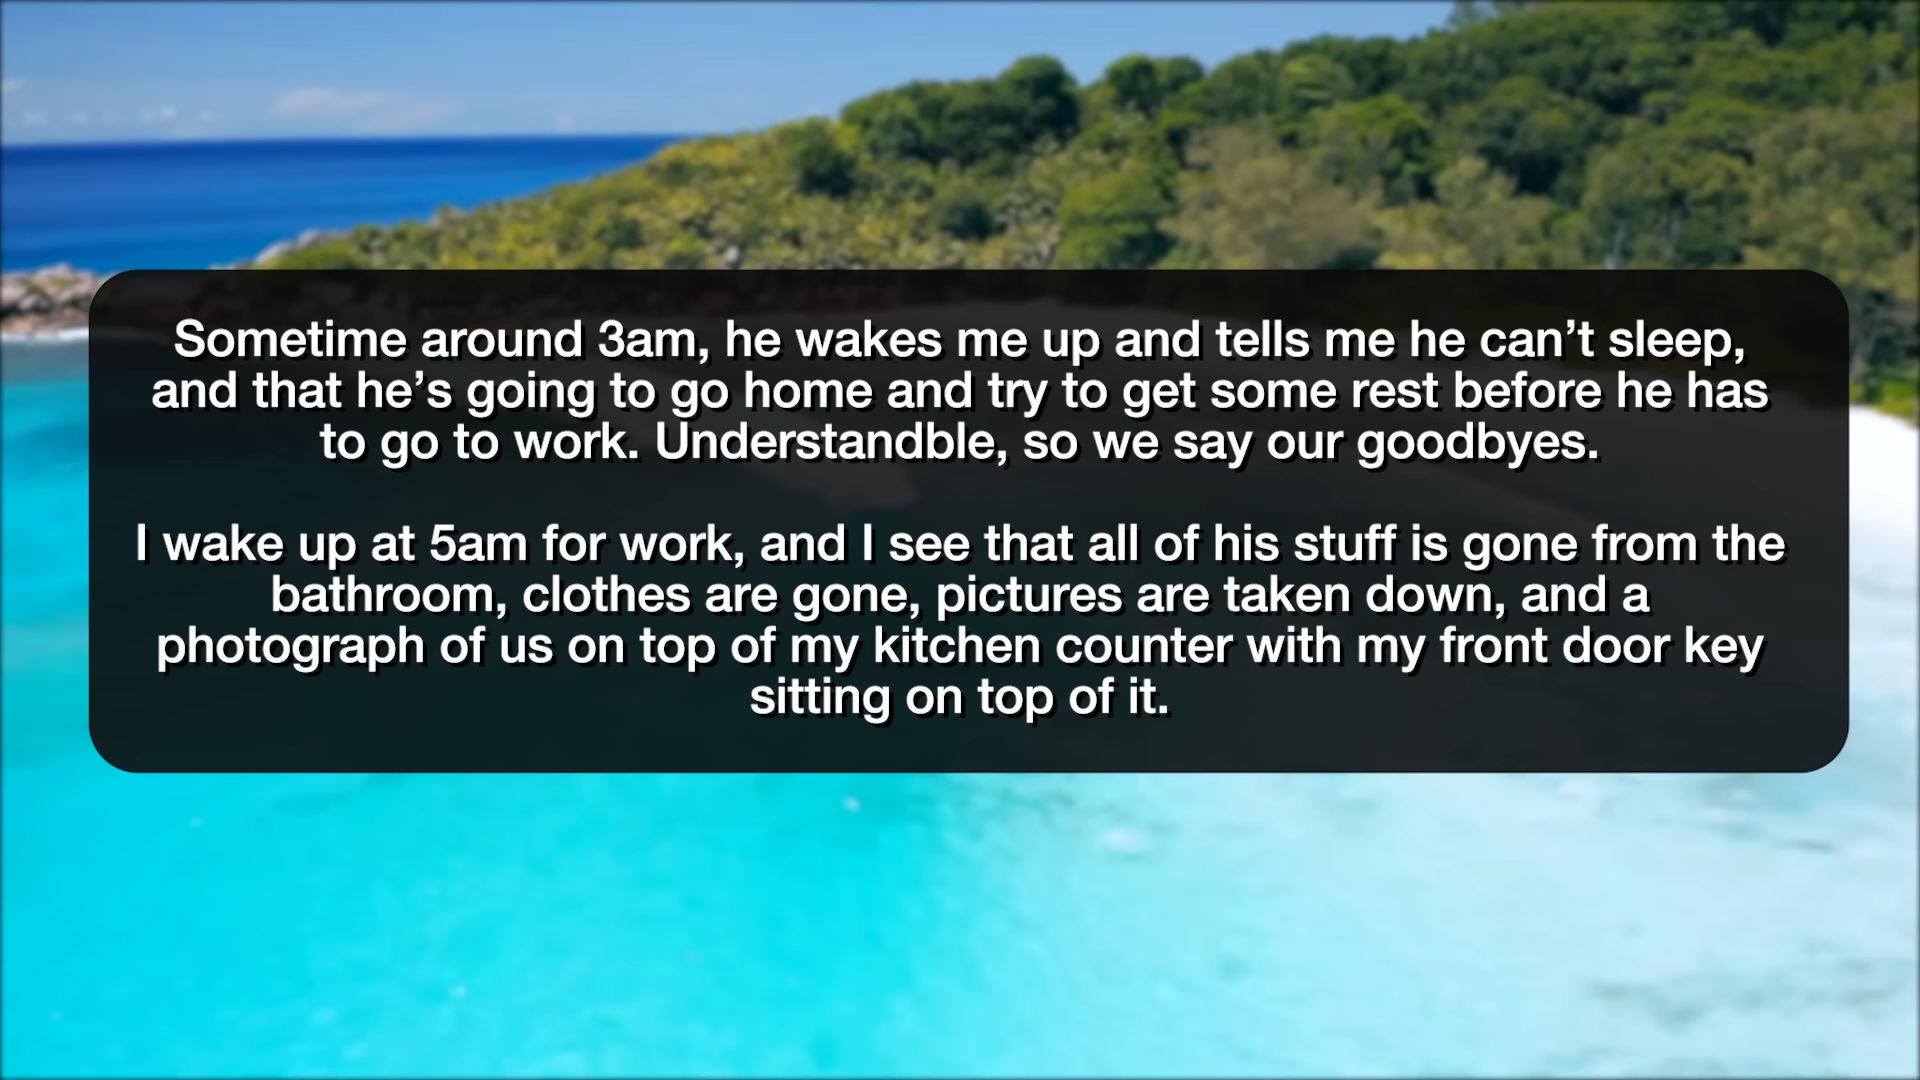 Sometime around 3am, he wakes me up and tells me he can’t sleep,
and that he’s going to go home and try to get some rest before he has
to go to work. Understandble, so we say our goodbyes.
I wake up at 5am for work, and I see that all of his stuff is gone from the
bathroom, clothes are gone, pictures are taken down, and a
photograph of us on top of my kitchen counter with my front door key
sitting on top of it.